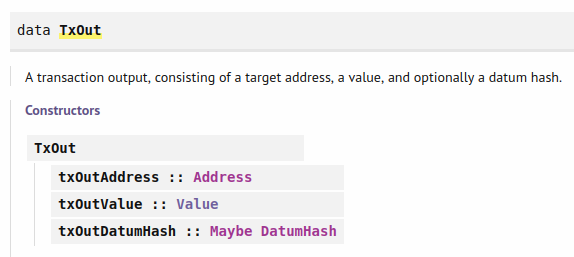 data TxOut
A transaction output, consisting of a target address, a value, and optionally a datum hash.
Constructors
TxOut
txOutAddress :: Address
txOutValue :: Value
txOutDatumHash :: Maybe DatumHash